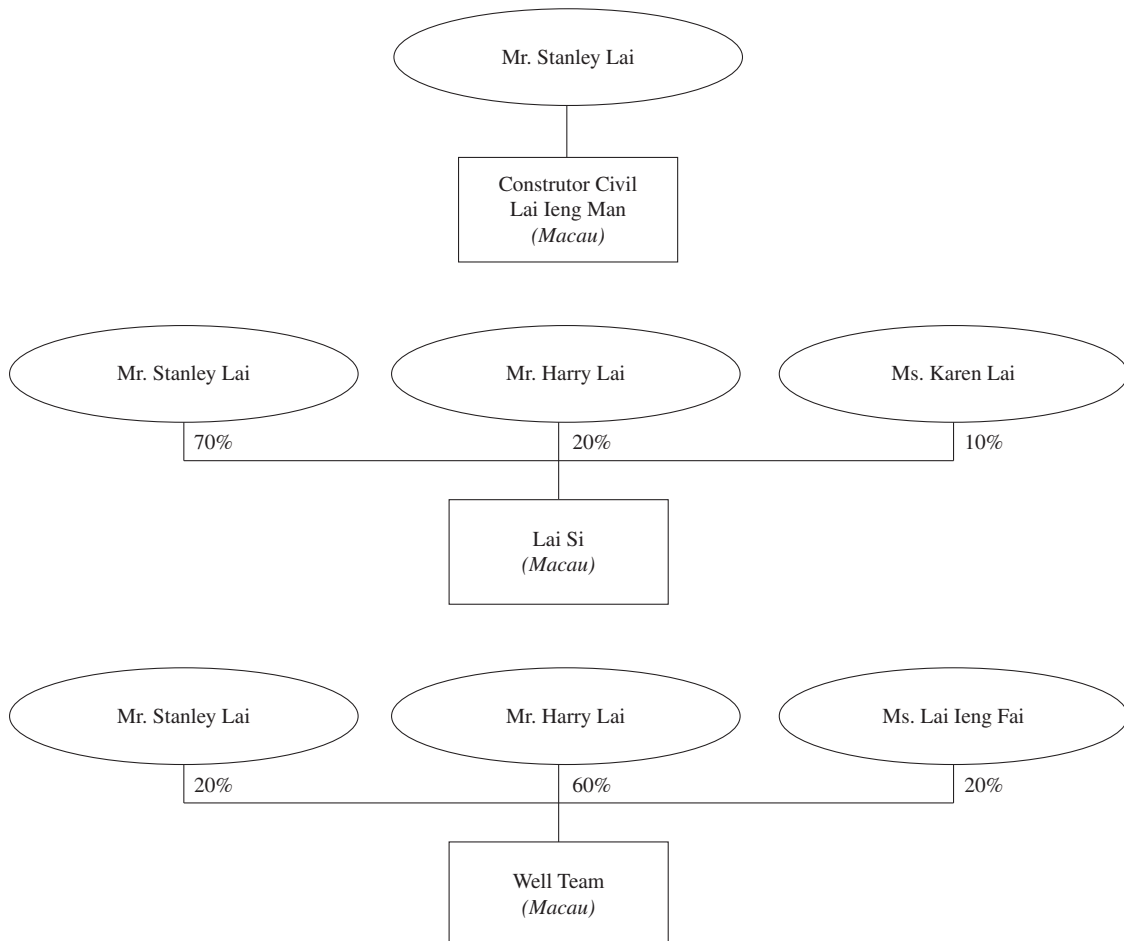 Mr. Stanley Lai
Construtor Civil
Lai Ieng Man
(Macau)
Mr. Stanley Lai
Mr. Harry Lai
Ms. Karen Lai
70%
20%
10%
Lai Si
(Macau)
Mr. Stanley Lai
Mr. Harry Lai
Ms. Lai Ieng Fai
20%
60%
20%
Well Team
(Macau)